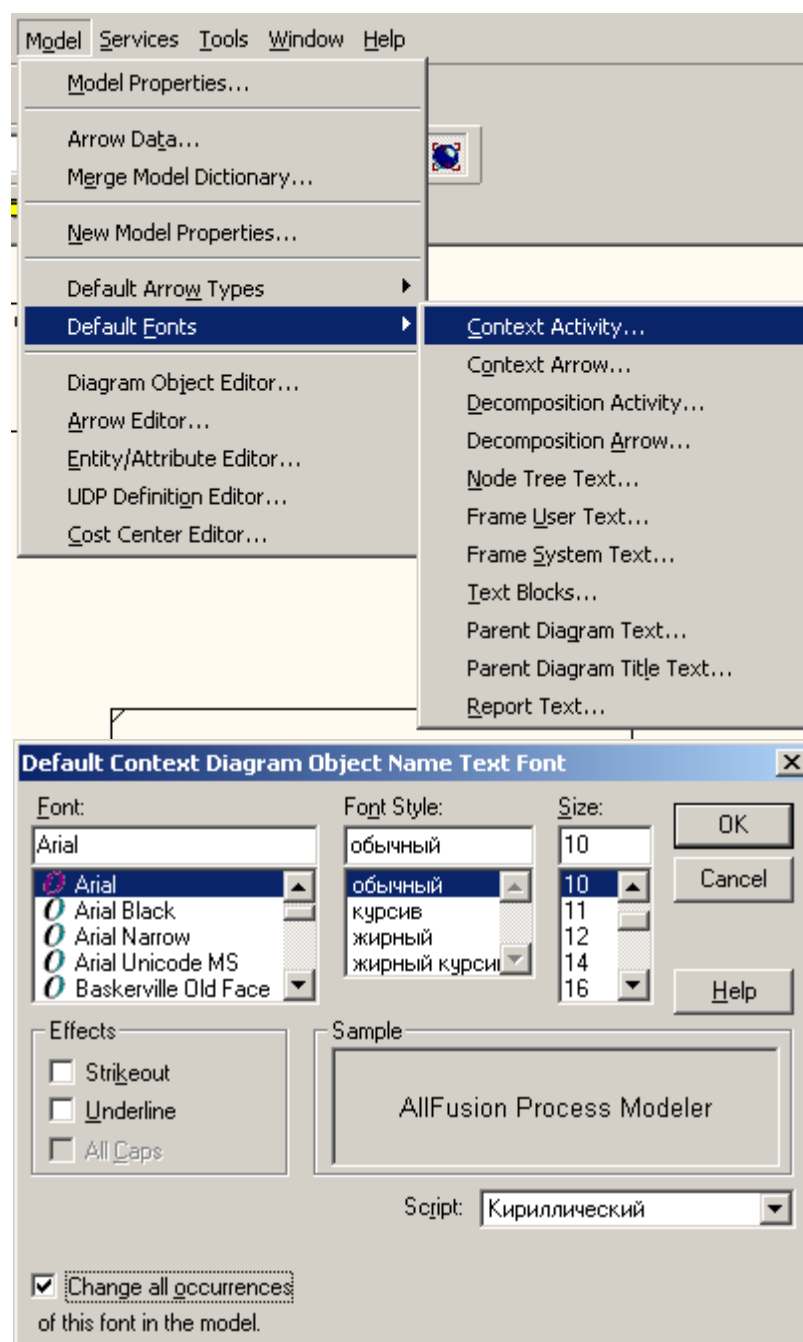 Model Services Tools Window Help
Model Properties...
Arrow Data...
Merge Model Dictionary...
New Model Properties...
Default Arrow Types
Default Fonts
Diagram Object Editor...
Arrow Editor...
Entity/Attribute Editor...
UDP Definition Editor...
Cost Center Editor...
Context Activity...
Context Arrow...
Decomposition Activity...
Decomposition Arrow...
Node Tree Text...
Frame User Text...
Frame System Text...
Text Blocks...
Parent Diagram Text...
Parent Diagram Title Text...
Report Text...
Default Context Diagram Object Name Text Font
Font:
Arial
Arial
Arial Black
Arial Narrow
Arial Unicode MS
Baskerville Old Face
Font Style:
обычный
обычный
курсив
жирный
жирный курсив
Size:
10
10
11
12
14
16
OK
Cancel
Help
Effects
Strikeout
Underline
All Caps
Sample
AllFusion Process Modeler
Script: Кириллический
Change all occurrences
of this font in the model.